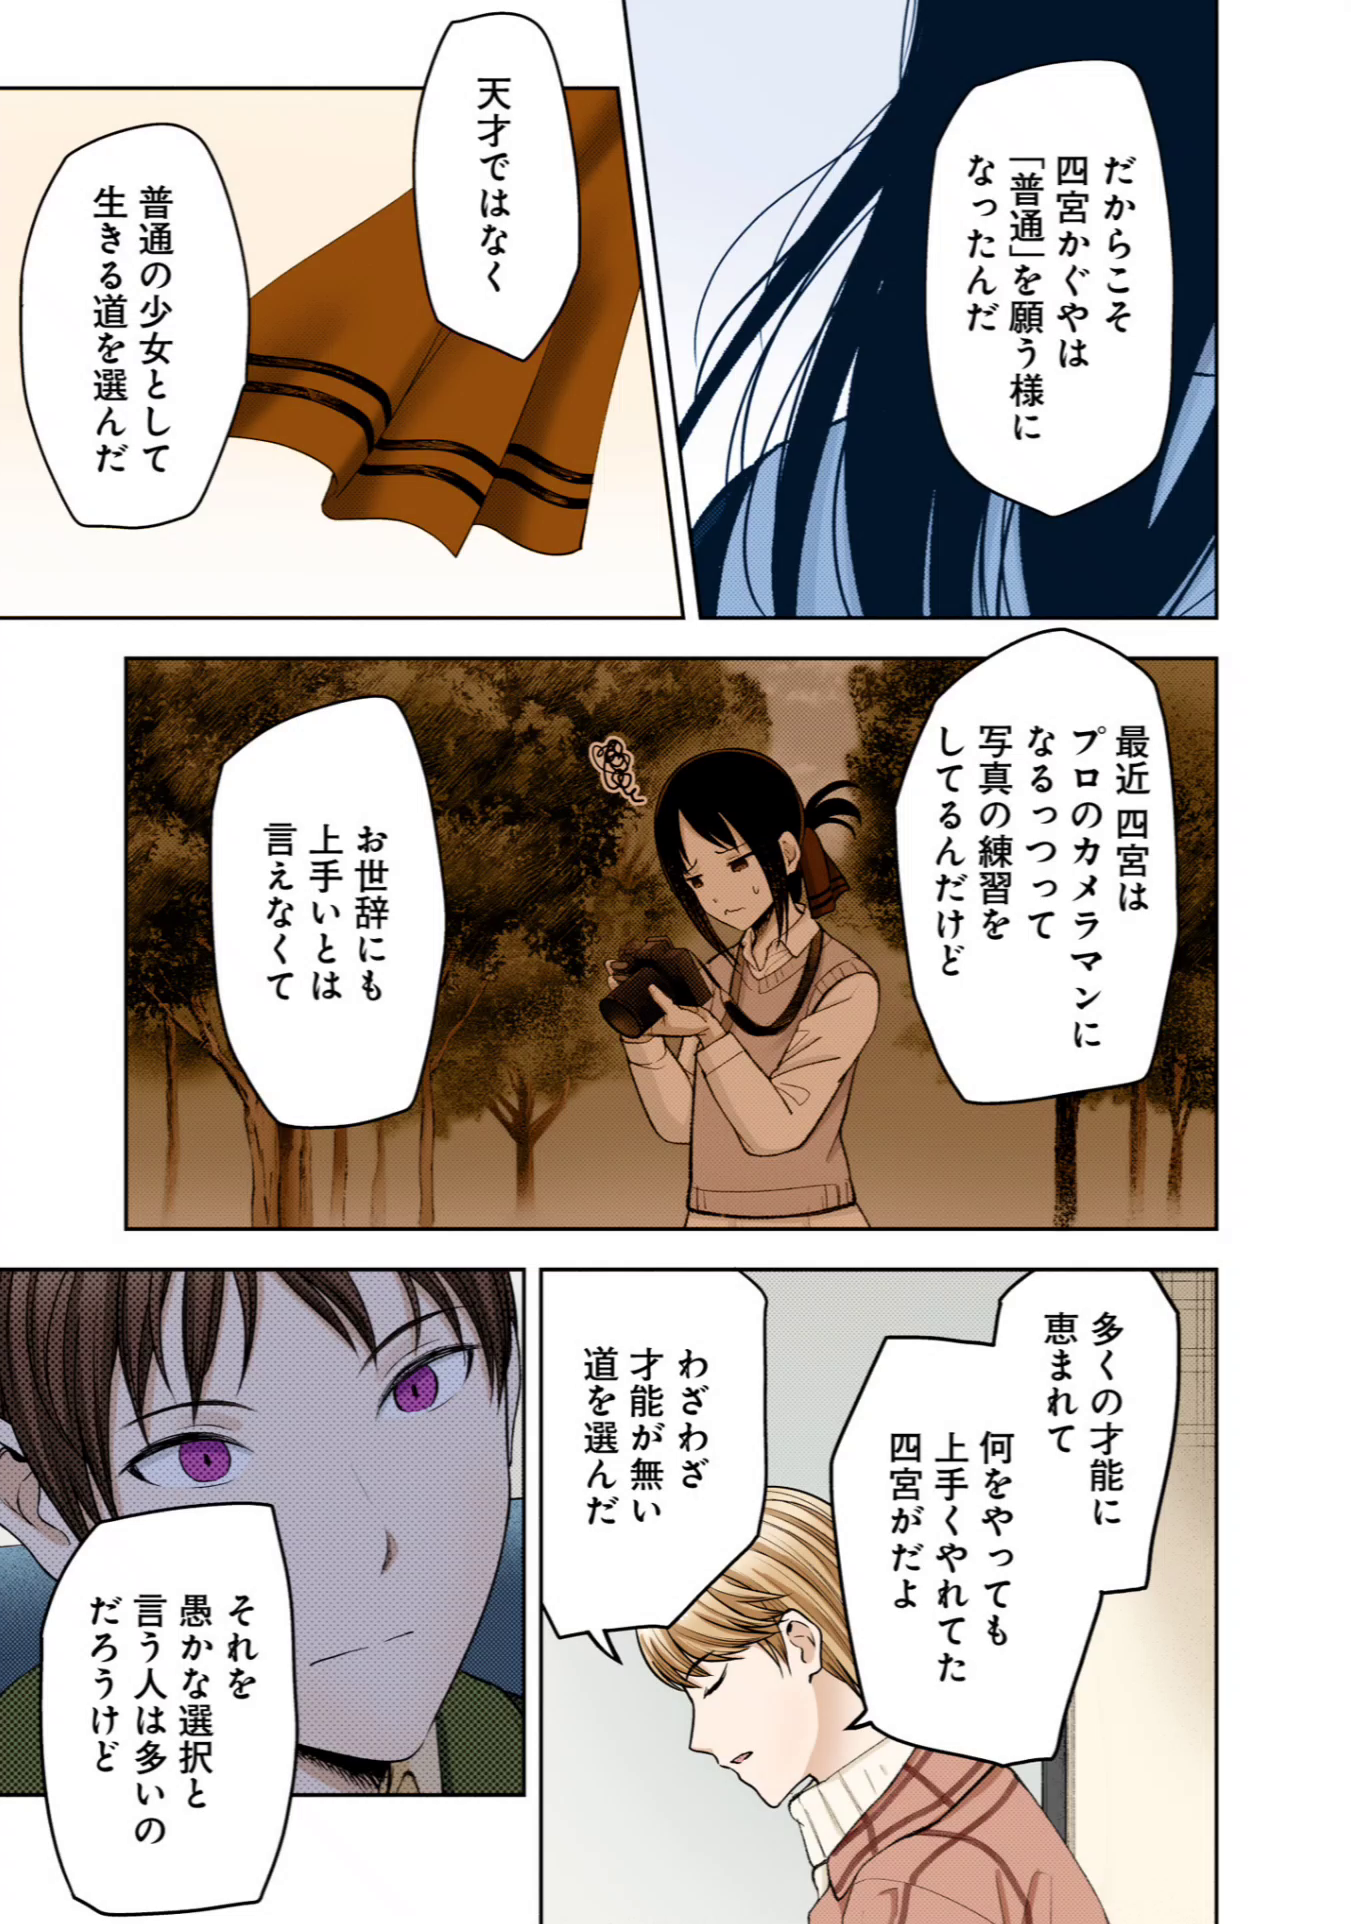 だからこそ
四宮かぐやは
「普通」を願う様に
なったんだ
天才ではなく
普通の少女として
生きる道を選んだ
最近四宮は
プロのカメラマンに
なるっつって
写真の練習を
してるんだけど
お世辞にも
上手いとは
言えなくて
多くの才能に
恵まれて
何をやっても
上手くやれてた
四宮がだよ
わざわざ
才能が無い
道を選んだ
それを
愚かな選択と
言う人は多いの
だろうけど